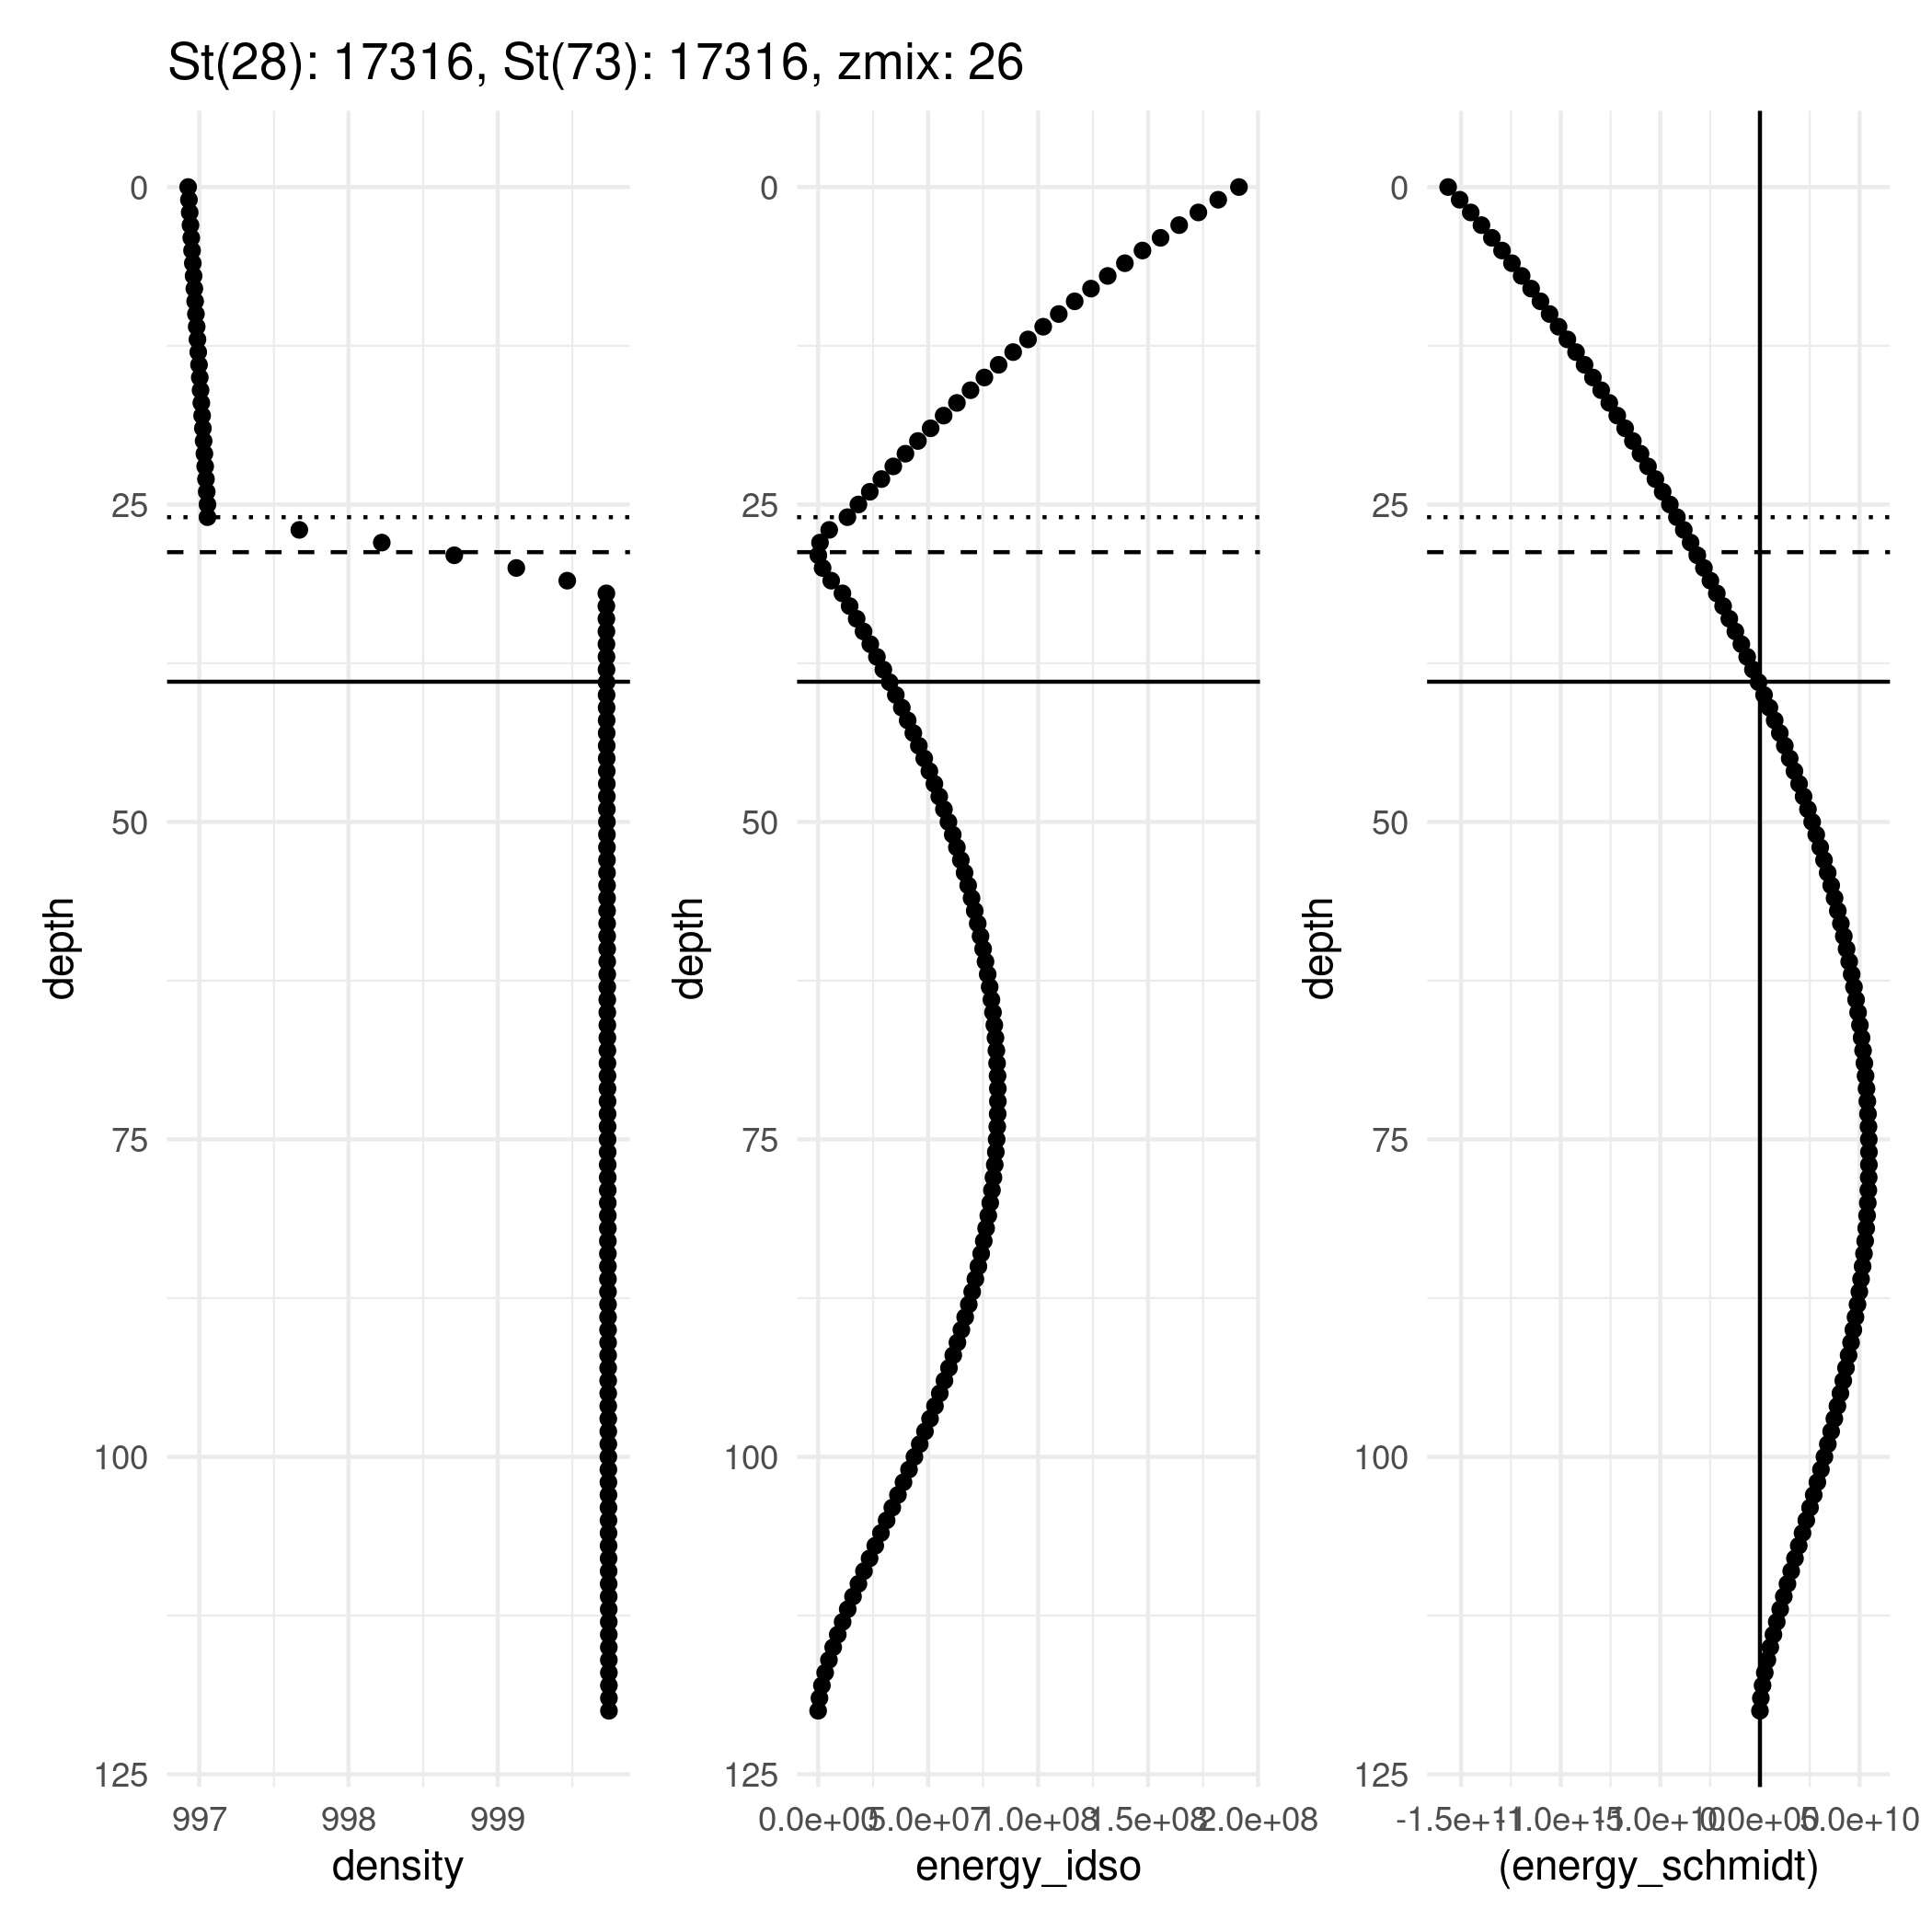 St(28): 17316, St(73): 17316, zmix: 26
0
25
50
75
100
125
depth
997 998 999
density
0
25
50
75
100
125
depth
0.0e+00 5.0e+07 1.0e+08 1.5e+08 2.0e+08
energy_idso
0
25
50
75
100
125
depth
-1.5e+11 -1.0e+11 -5.0e+10 0.0e+00 5.0e+10
(energy_schmidt)